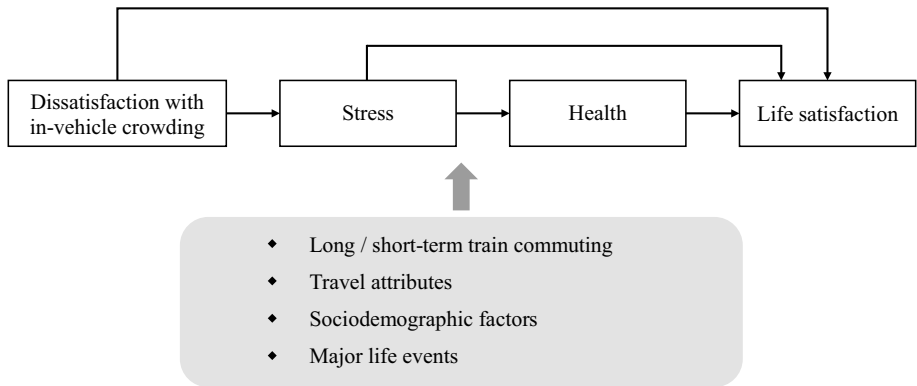 Dissatisfaction with
in-vehicle crowding
Stress
Health
Life satisfaction
Long / short-term train commuting
Travel attributes
Sociodemographic factors
Major life events